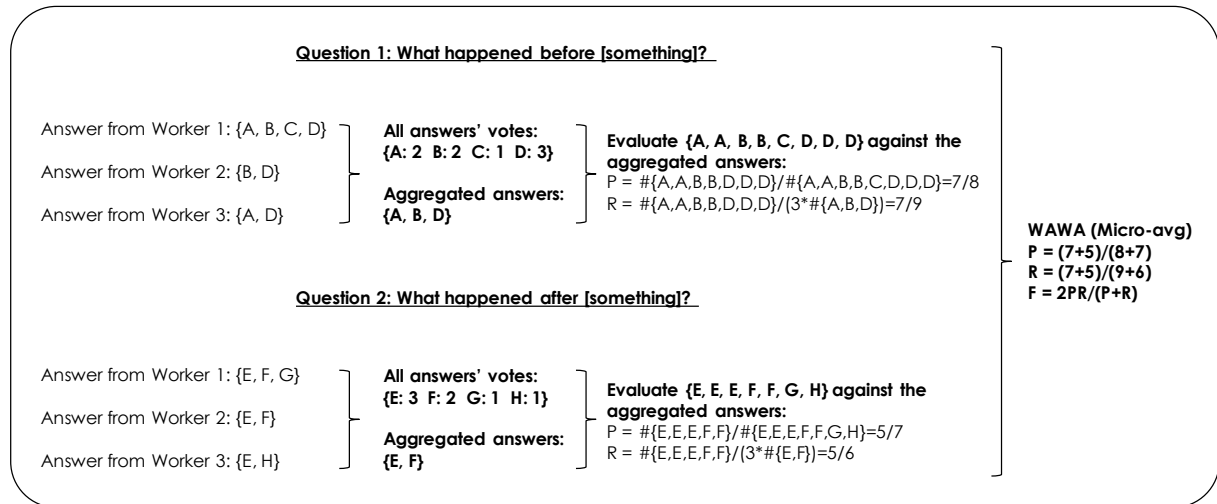 Question 1: What happened before [something]?
Answer from Worker 1: {A, B, C, D}
Answer from Worker 2: {B, D}
Answer from Worker 3: {A, D}
All answers' votes:
{A: 2 B: 2 C: 1 D: 3}
Aggregated answers:
{A, B, D}
Evaluate {A, A, B, B, C, D, D, D} against the
aggregated answers:
P = #{A,A,B,B,D,D,D}/#{A,A,B,B,C,D,D,D}=7/8
R = #{A,A,B,B,D,D,D}/(3*#{A,B,D})=7/9
Question 2: What happened after [something]?
Answer from Worker 1: {E, F, G}
Answer from Worker 2: {E, F}
Answer from Worker 3: {E, H}
All answers' votes:
{E: 3 F: 2 G: 1 H: 1}
Aggregated answers:
{E, F}
Evaluate {E, E, E, F, F, G, H} against the
aggregated answers:
P = #{E,E,E,F,F}/#{E,E,E,F,F,G,H}=5/7
R = #{E,E,E,F,F}/(3*#{E,F})=5/6
WAWA (Micro-avg)
P = (7+5)/(8+7)
R = (7+5)/(9+6)
F = 2PR/(P+R)